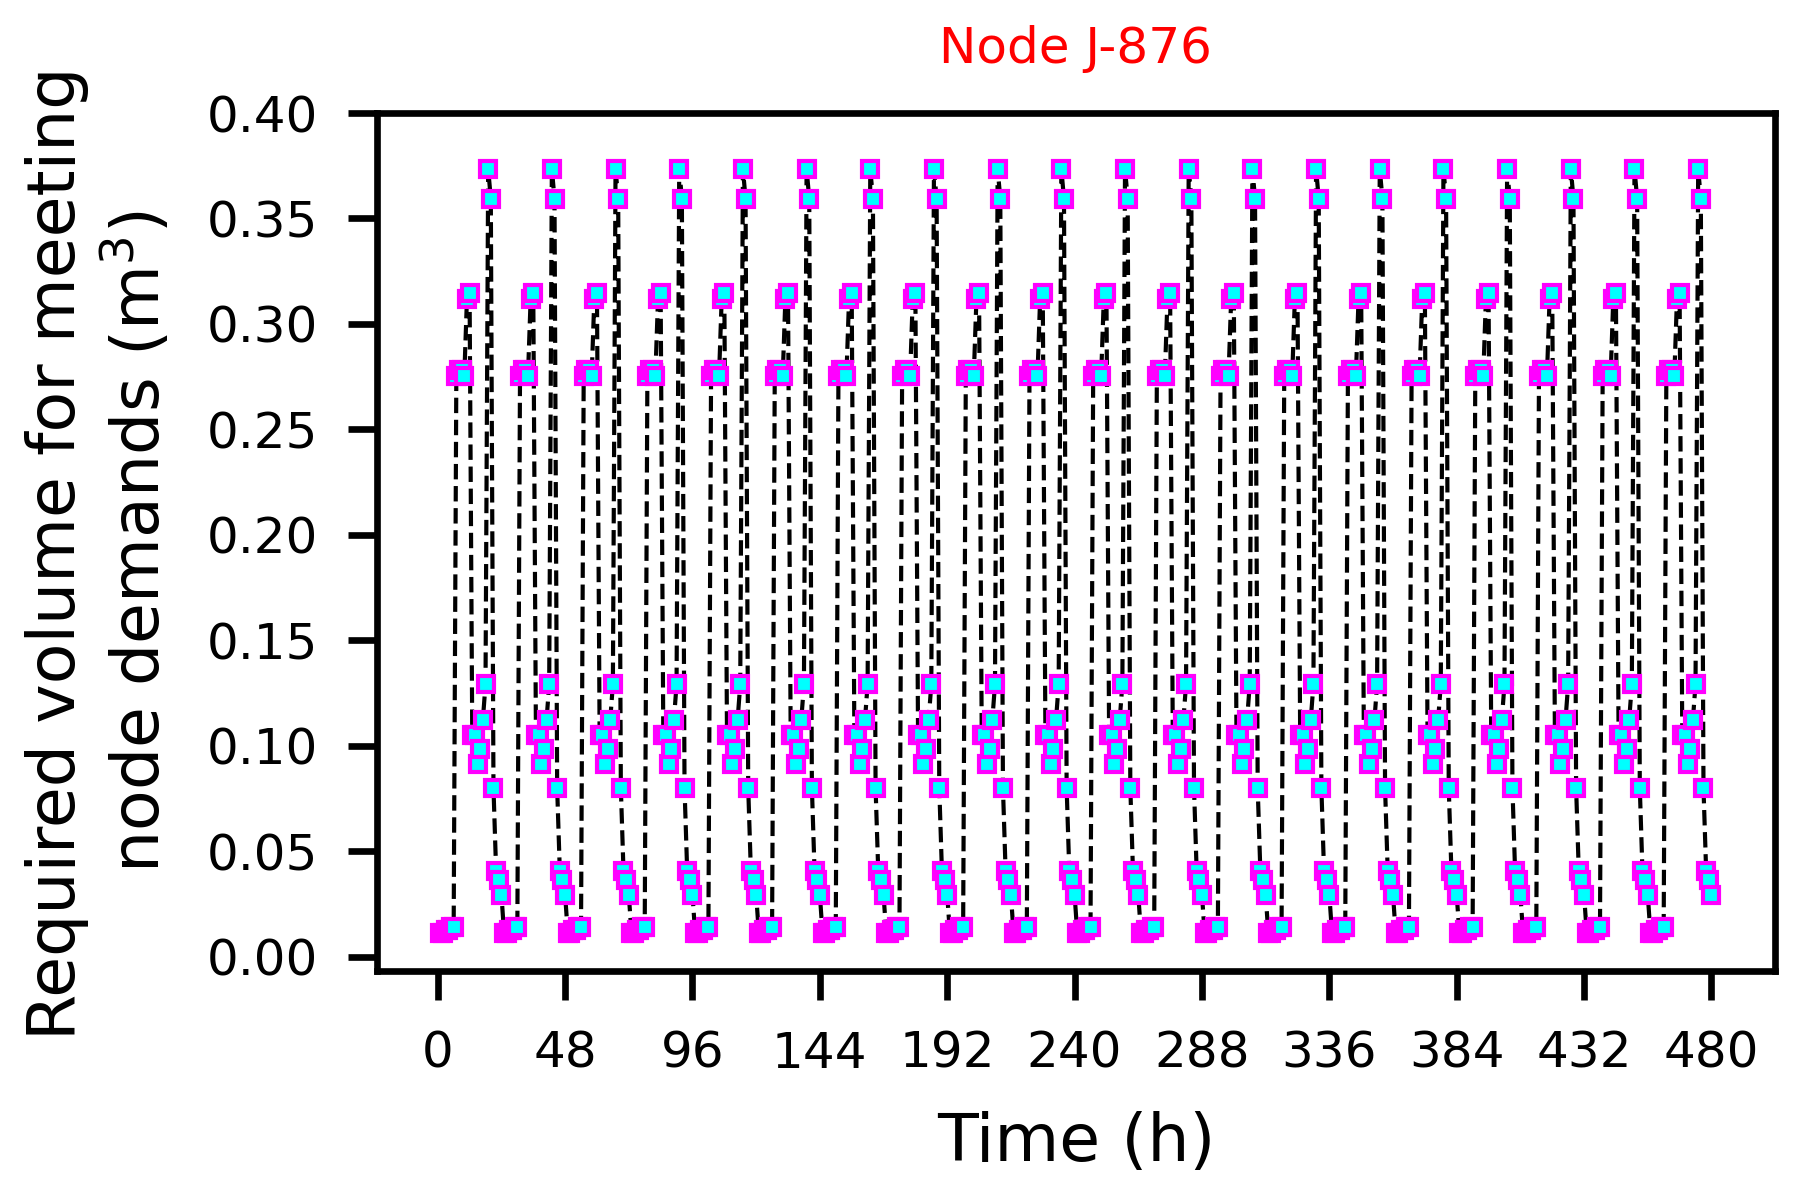 Node J-876
Required volume for meeting
node demands (m³)
0.40
0.35
0.30
0.25
0.20
0.15
0.10
0.05
0.00
0 48 96 144 192 240 288 336 384 432 480
Time (h)